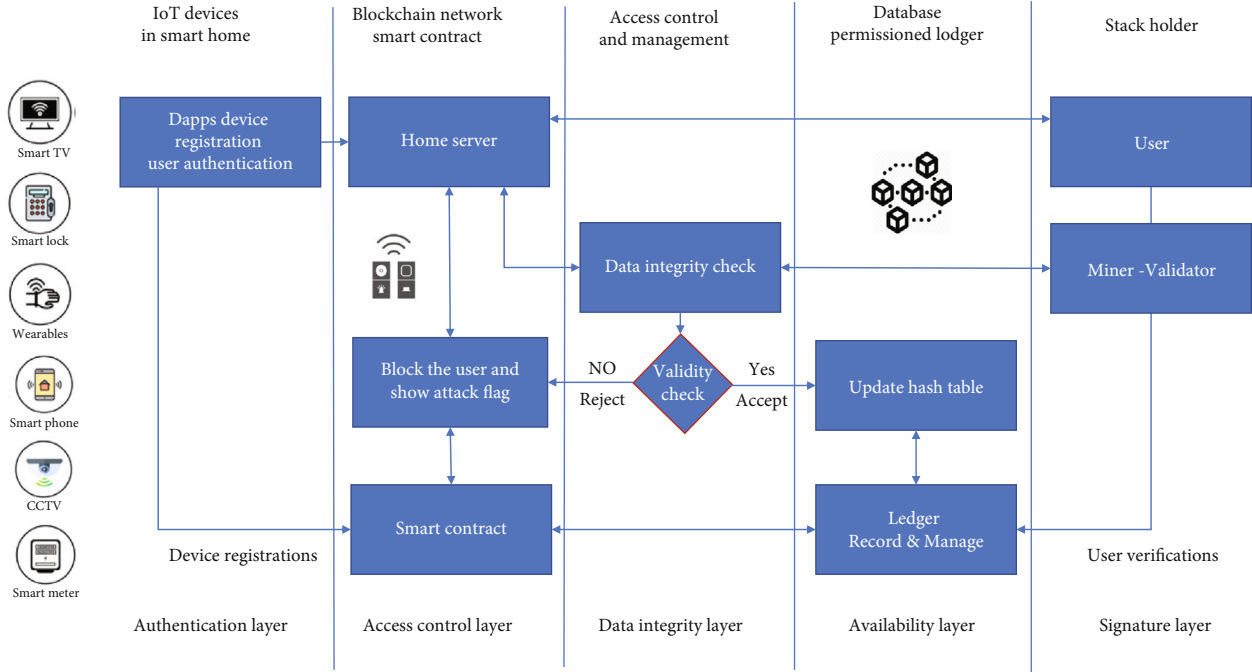 IoT devices
in smart home
Blockchain network
smart contract
Access control
and management
Database
permissioned lodger
Stack holder
Smart TV
Smart lock
Wearables
Smart phone
CCTV
Smart meter
Dapps device
registration
user authentication
Home server
User
Data integrity check
Miner -Validator
Block the user and
show attack flag
NO
Reject
Validity
check
Yes
Accept
Update hash table
Smart contract
Ledger
Record & Manage
Device registrations
User verifications
Authentication layer
Access control layer
Data integrity layer
Availability layer
Signature layer